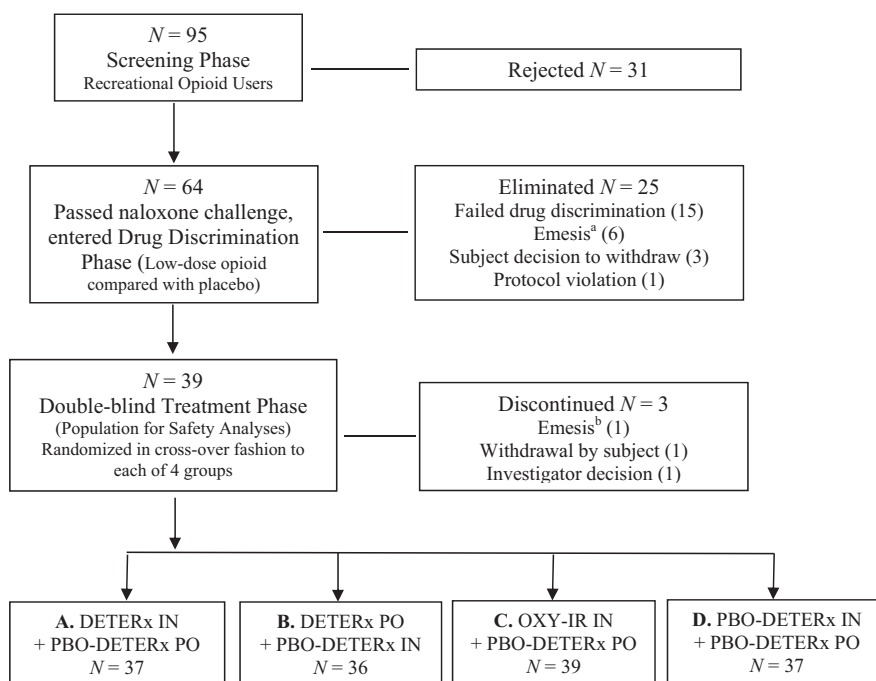 N = 95
Screening Phase
Recreational Opioid Users
Rejected N = 31
N = 64
Passed naloxone challenge,
entered Drug Discrimination
Phase (Low-dose opioid
compared with placebo)
Eliminated N = 25
Failed drug discrimination (15)
Emesisᵃ (6)
Subject decision to withdraw (3)
Protocol violation (1)
N = 39
Double-blind Treatment Phase
(Population for Safety Analyses)
Randomized in cross-over fashion to
each of 4 groups
Discontinued N = 3
Emesisᵇ (1)
Withdrawal by subject (1)
Investigator decision (1)
A. DETERx IN
+ PBO-DETERx PO
N = 37
B. DETERx PO
+ PBO-DETERx IN
N = 36
C. OXY-IR IN
+ PBO-DETERx PO
N = 39
D. PBO-DETERx IN
+ PBO-DETERx PO
N = 37